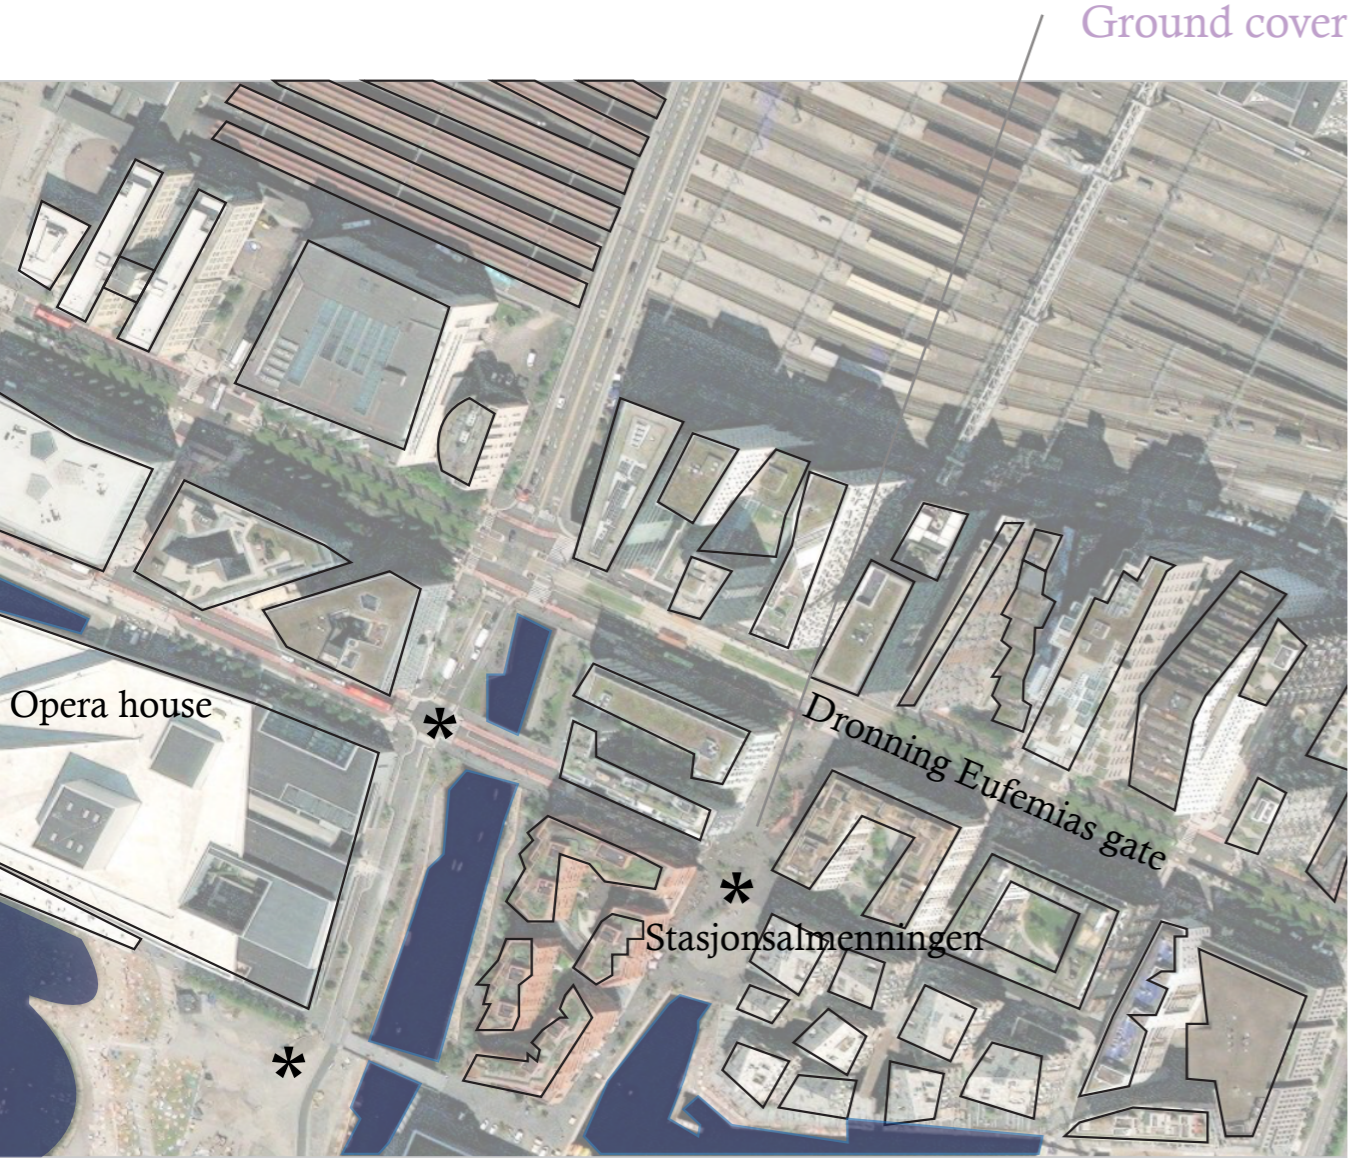 Ground cover
Opera house
*
Dronning Eufemias gate
*
Stasjonsalmenningen
*